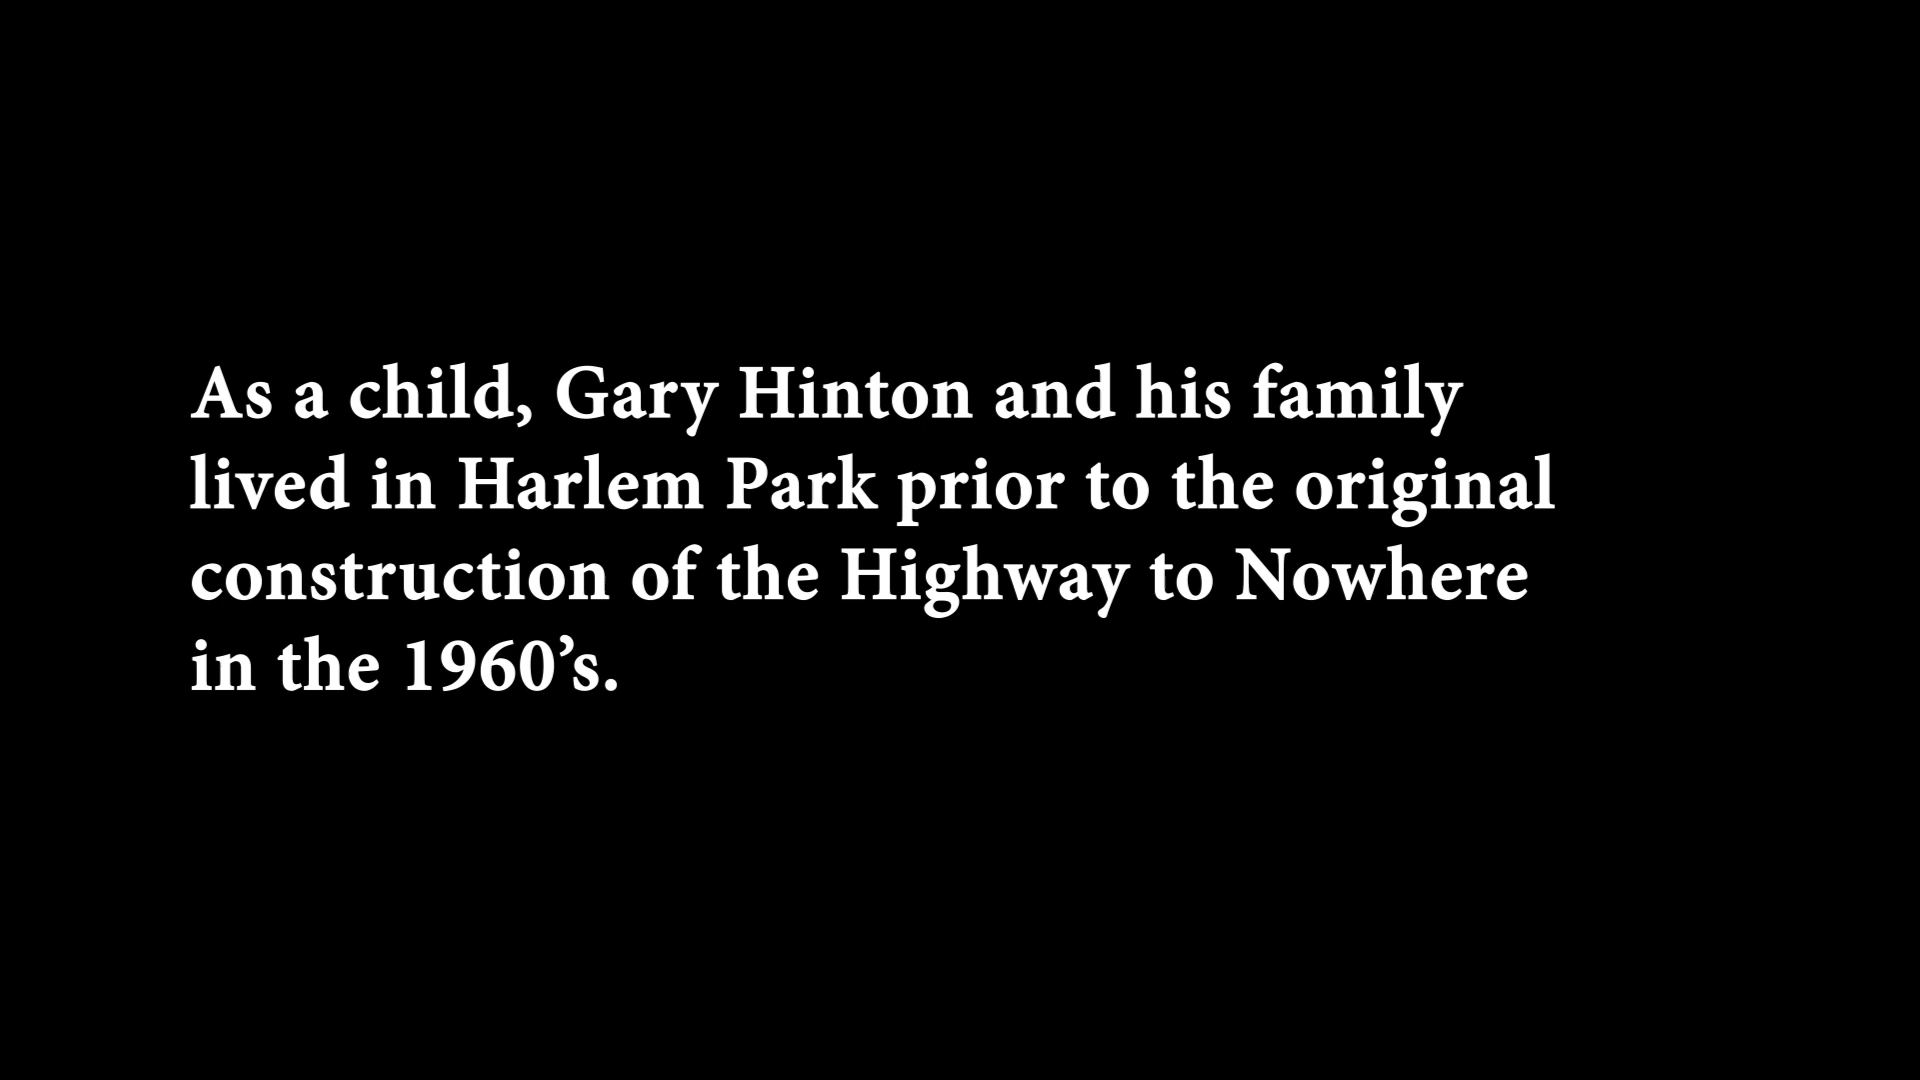 As a child, Gary Hinton and his family
lived in Harlem Park prior to the original
construction of the Highway to Nowhere
in the 1960’s.